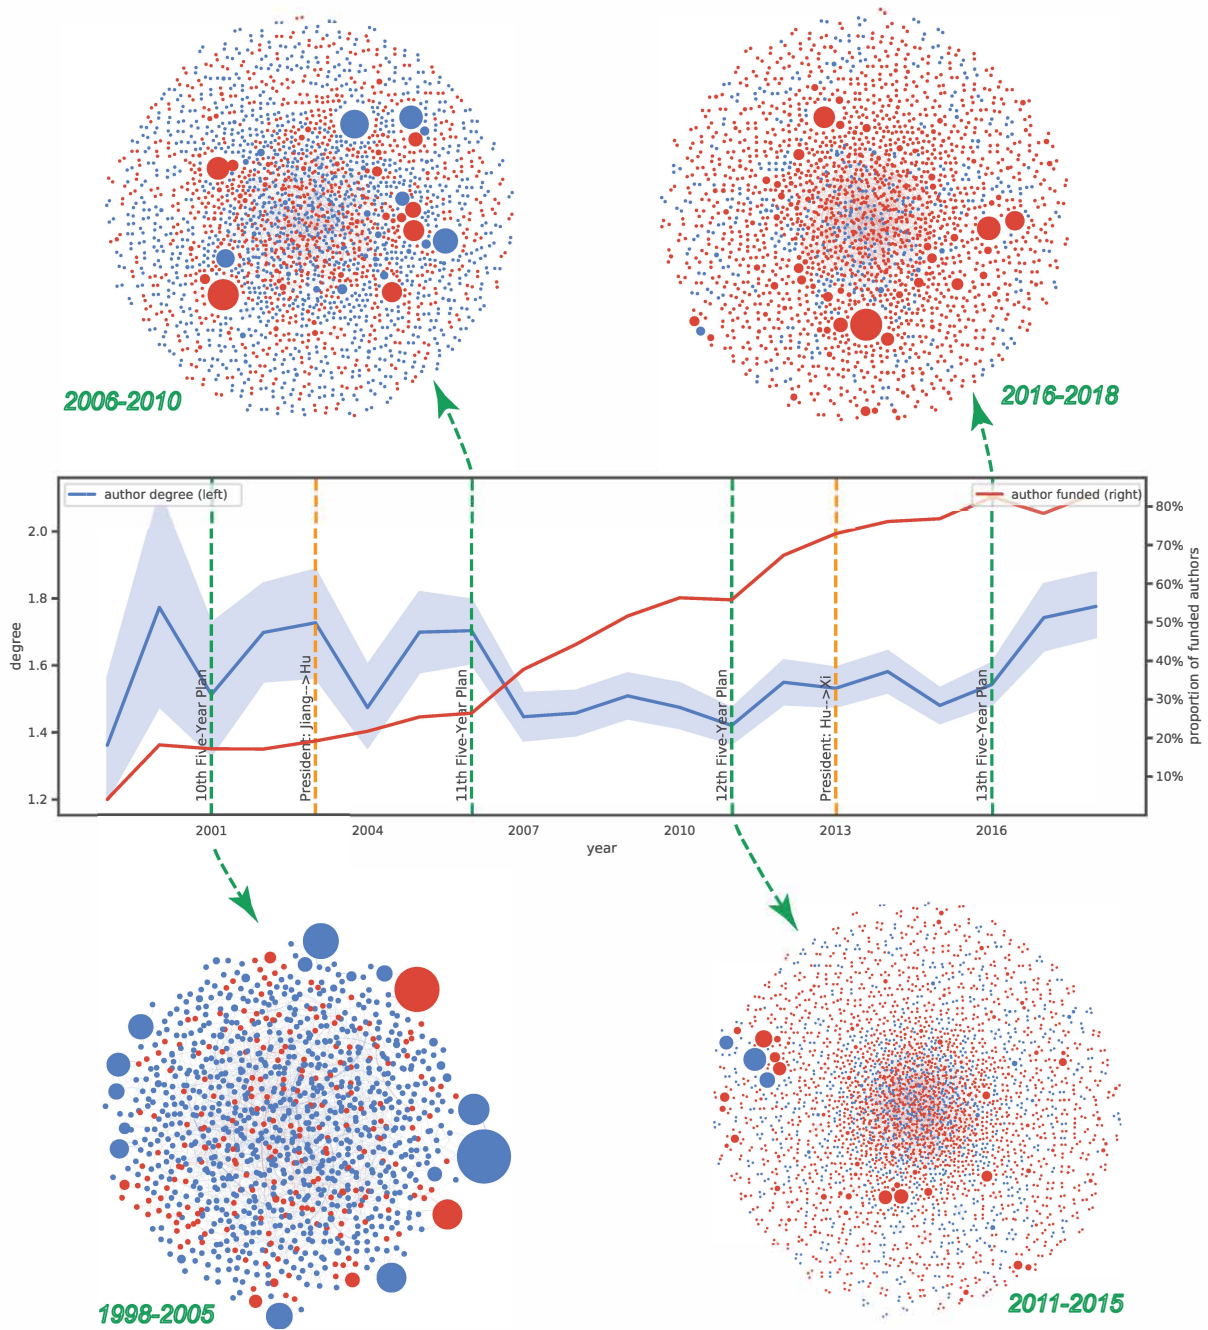 2006-2010
2016-2018
author degree (left)
author funded (right)
2.0
1.8
1.6
1.4
1.2
degree
80%
70%
60%
50%
40%
30%
20%
10%
proportion of funded authors
10th Five-Year Plan
President: Jiang-->Hu
11th Five-Year Plan
12th Five-Year Plan
President: Hu-->Xi
13th Five-Year Plan
2001
2004
2007
2010
2013
2016
year
1998-2005
2011-2015